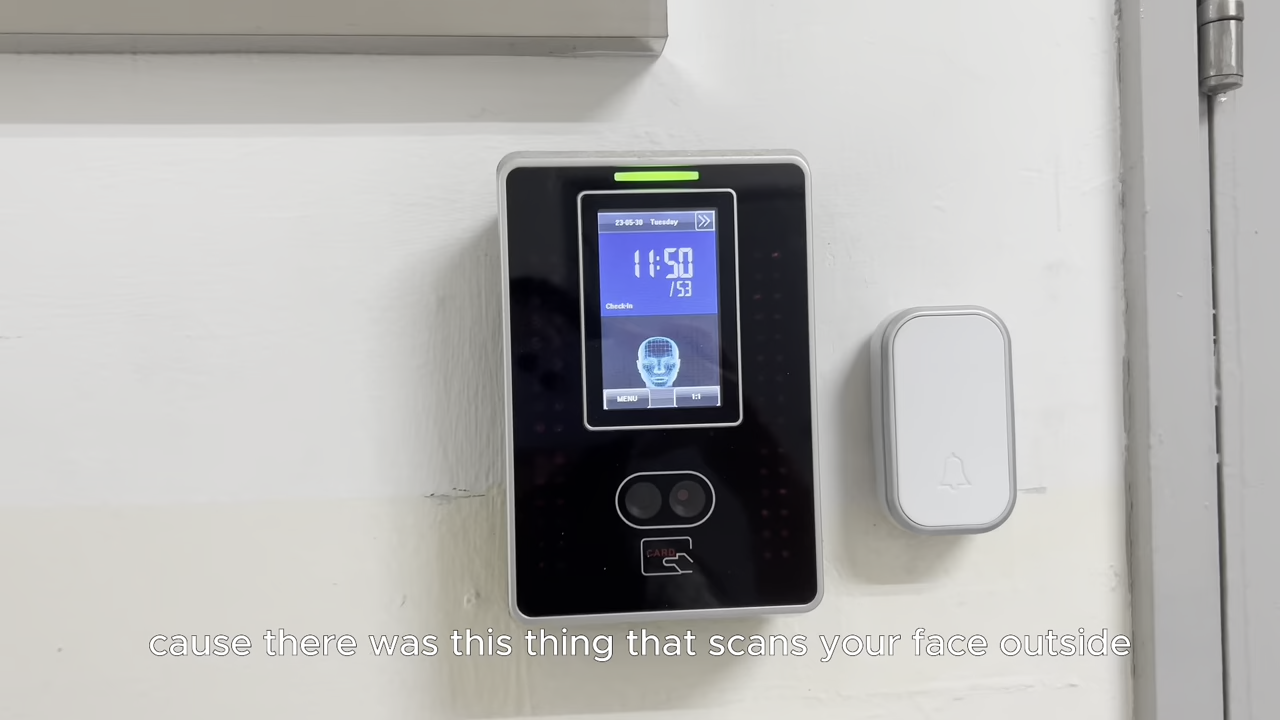 23-05-30 Tuesday
11:50
/53
Check-In
MENU 1:1
CARD
cause there was this thing that scans your face outside